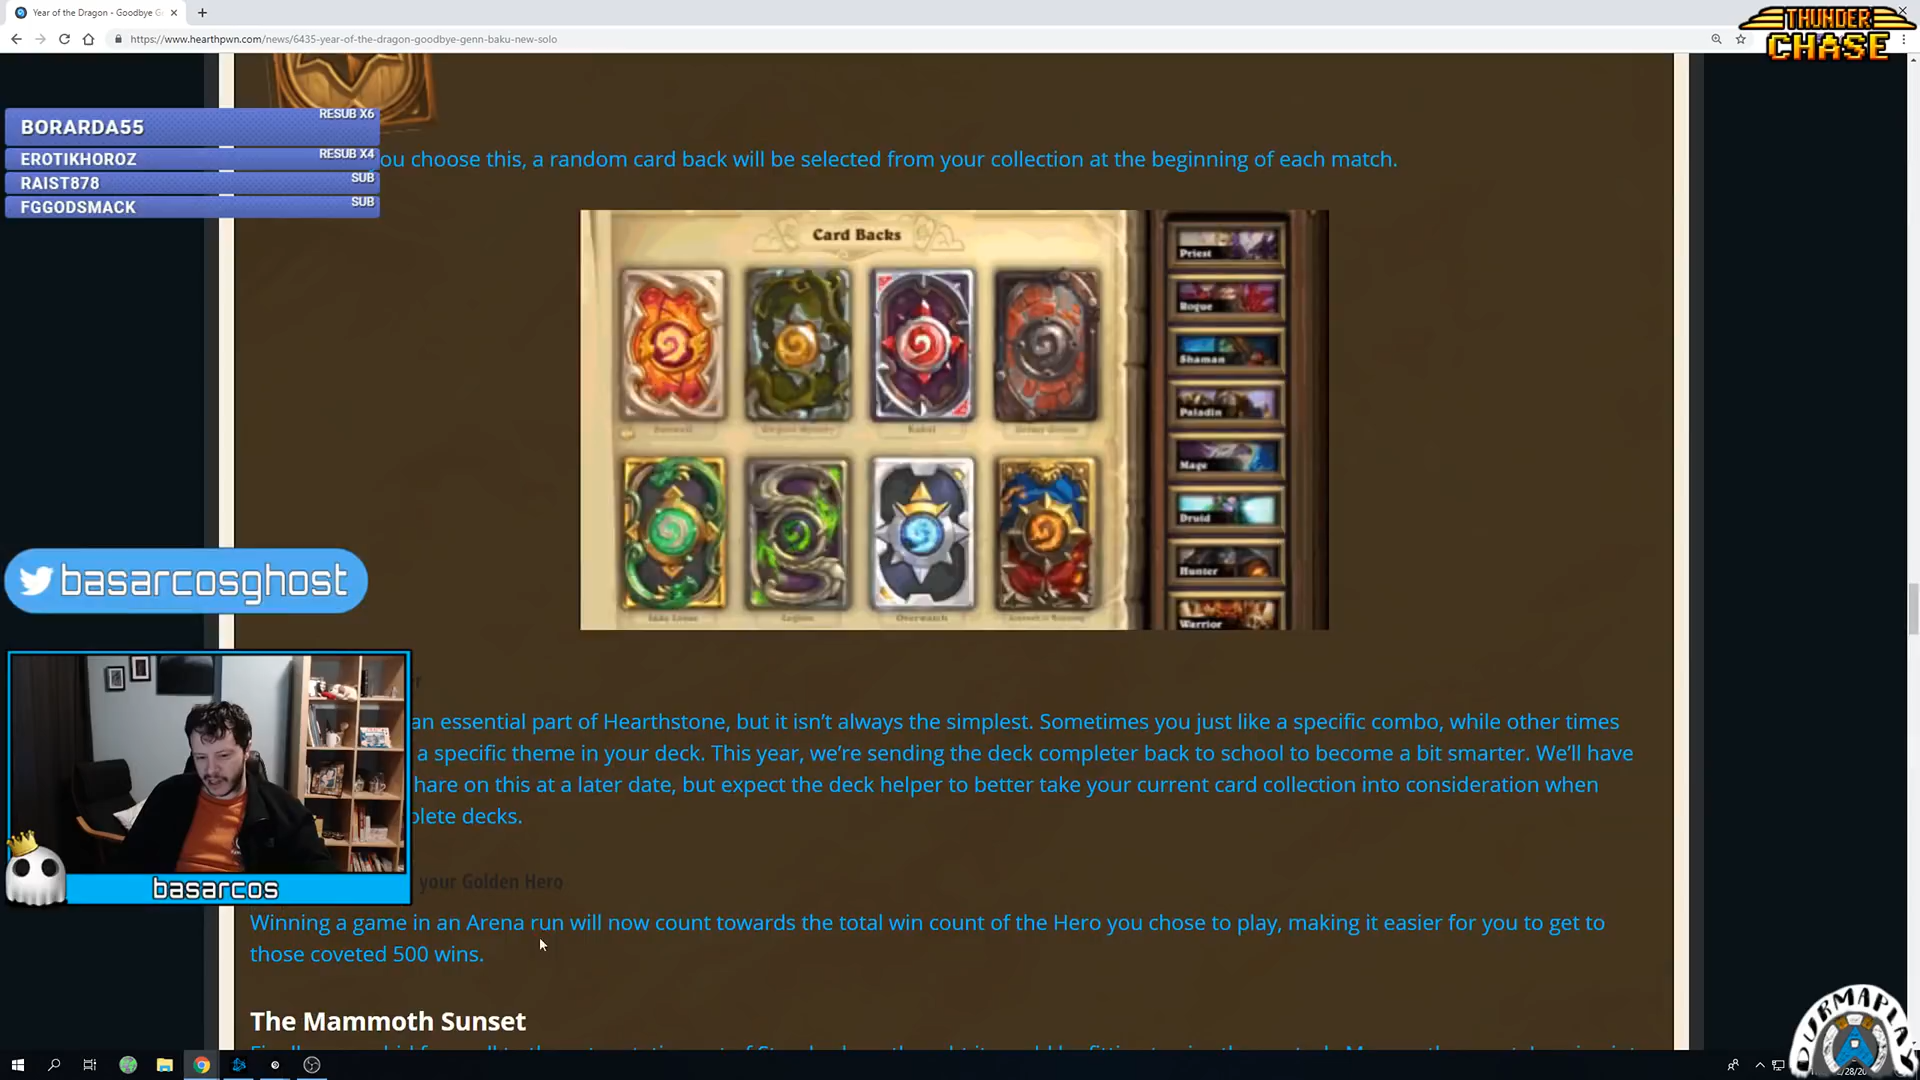 Year of the Dragon - Goodbye Ge
https://www.hearthpwn.com/news/6435-year-of-the-dragon-goodbye-genn-baku-new-solo
THUNDER
CHASE
BORARDA55 RESUB X6
EROTIKHOROZ RESUB X4
RAIST878 SUB
FGGODSMACK SUB
ou choose this, a random card back will be selected from your collection at the beginning of each match.
Card Backs
Priest
Rogue
Shaman
Paladin
Mage
Druid
Hunter
Warrior
Overwatch
basarcosghost
an essential part of Hearthstone, but it isn't always the simplest. Sometimes you just like a specific combo, while other times
a specific theme in your deck. This year, we're sending the deck completer back to school to become a bit smarter. We'll have
hare on this at a later date, but expect the deck helper to better take your current card collection into consideration when
plete decks.
basarcos
your Golden Hero
Winning a game in an Arena run will now count towards the total win count of the Hero you chose to play, making it easier for you to get to
those coveted 500 wins.
The Mammoth Sunset
DURMAPLAY